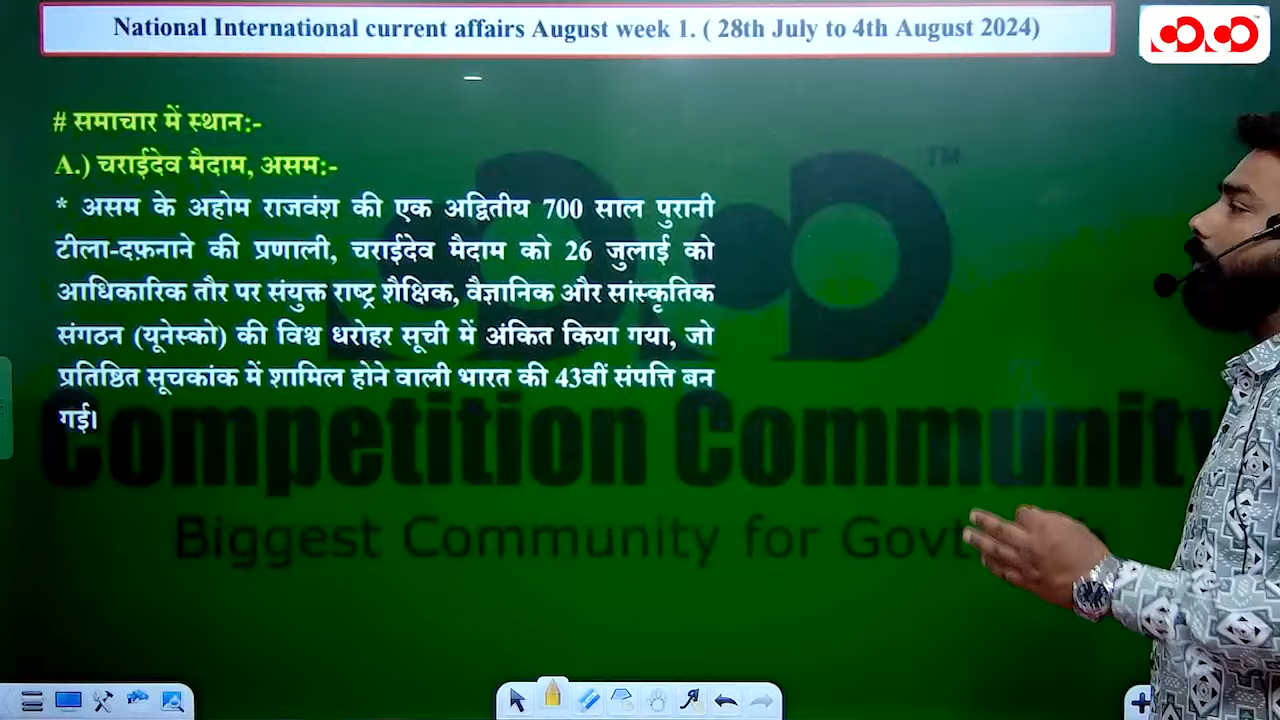 National International current affairs August week 1. ( 28th July to 4th August 2024)
# समाचार में स्थान:-
A.) चराईदेव मैदाम, असम:-
* असम के अहोम राजवंश की एक अद्वितीय 700 साल पुरानी
टीला-दफ़नाने की प्रणाली, चराईदेव मैदाम को 26 जुलाई को
आधिकारिक तौर पर संयुक्त राष्ट्र शैक्षिक, वैज्ञानिक और सांस्कृतिक
संगठन (यूनेस्को) की विश्व धरोहर सूची में अंकित किया गया, जो
प्रतिष्ठित सूचकांक में शामिल होने वाली भारत की 43वीं संपत्ति बन
गई।
TM
Competition Community
Biggest Community for Govt